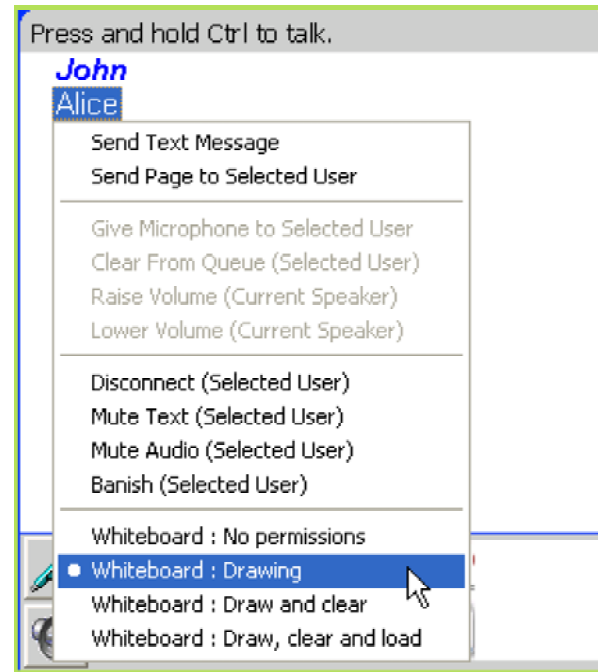 Press and hold Ctrl to talk.
John
Alice
Send Text Message
Send Page to Selected User
Give Microphone to Selected User
Clear From Queue (Selected User)
Raise Volume (Current Speaker)
Lower Volume (Current Speaker)
Disconnect (Selected User)
Mute Text (Selected User)
Mute Audio (Selected User)
Banish (Selected User)
Whiteboard : No permissions
Whiteboard : Drawing
Whiteboard : Draw and clear
Whiteboard : Draw, clear and load